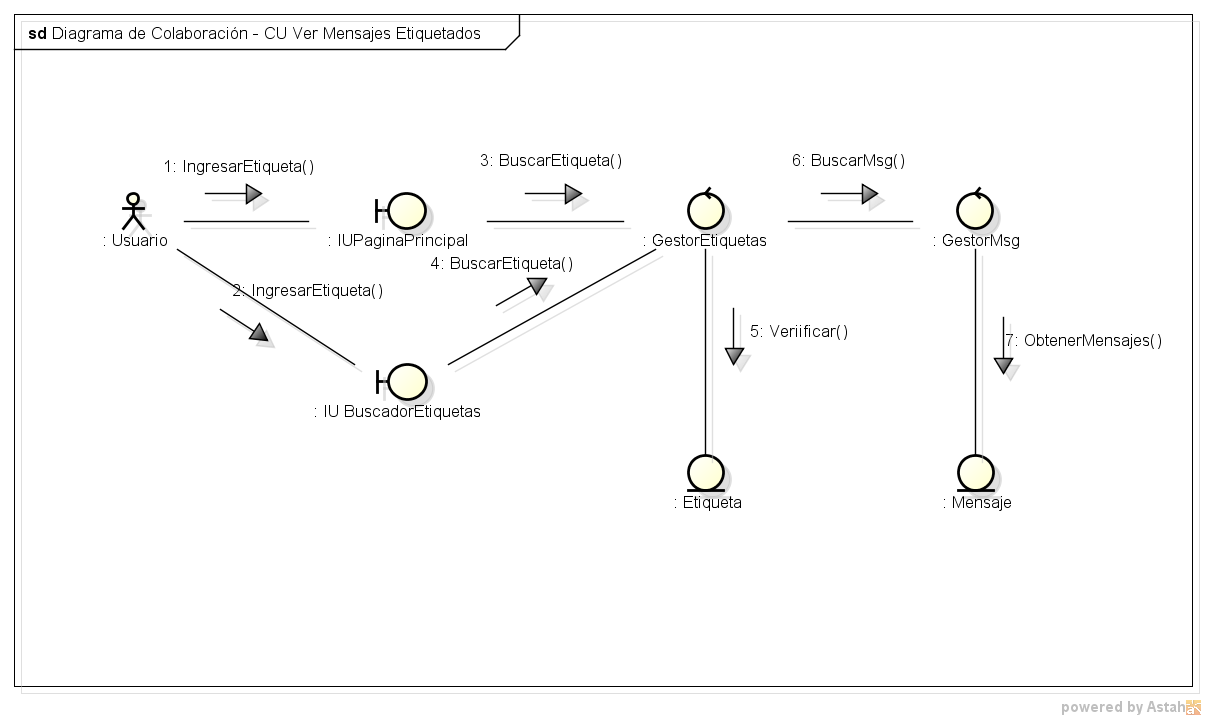 sd Diagrama de Colaboración - CU Ver Mensajes Etiquetados
1: IngresarEtiqueta()
3: BuscarEtiqueta()
6: BuscarMsg()
: Usuario
: IUPaginaPrincipal
: GestorEtiquetas
: GestorMsg
4: BuscarEtiqueta()
2: IngresarEtiqueta()
5: Veriificar()
7: ObtenerMensajes()
: IU BuscadorEtiquetas
: Etiqueta
: Mensaje
powered by Astah